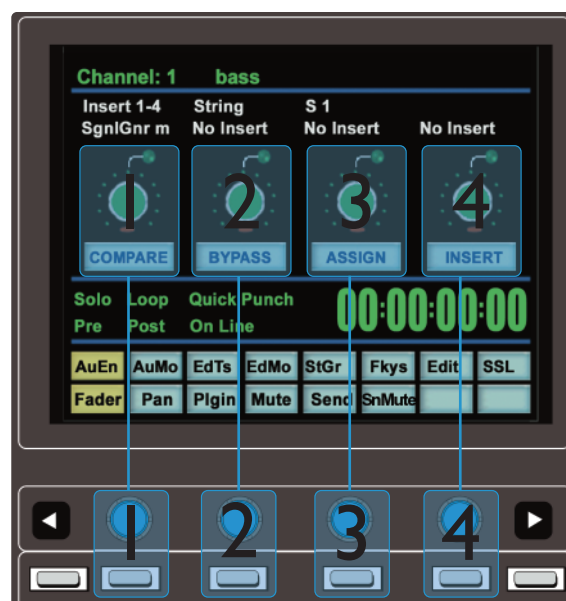 Channel: 1 bass
Insert 1-4 String S 1
SgnlGnr m No Insert No Insert No Insert
1 2 3 4
COMPARE BYPASS ASSIGN INSERT
Solo Loop Quick Punch 00:00:00:00
Pre Post On Line
AuEn AuMo EdTs EdMo StGr Fkys Edit SSL
Fader Pan Plgin Mute Send SnMute
1 2 3 4